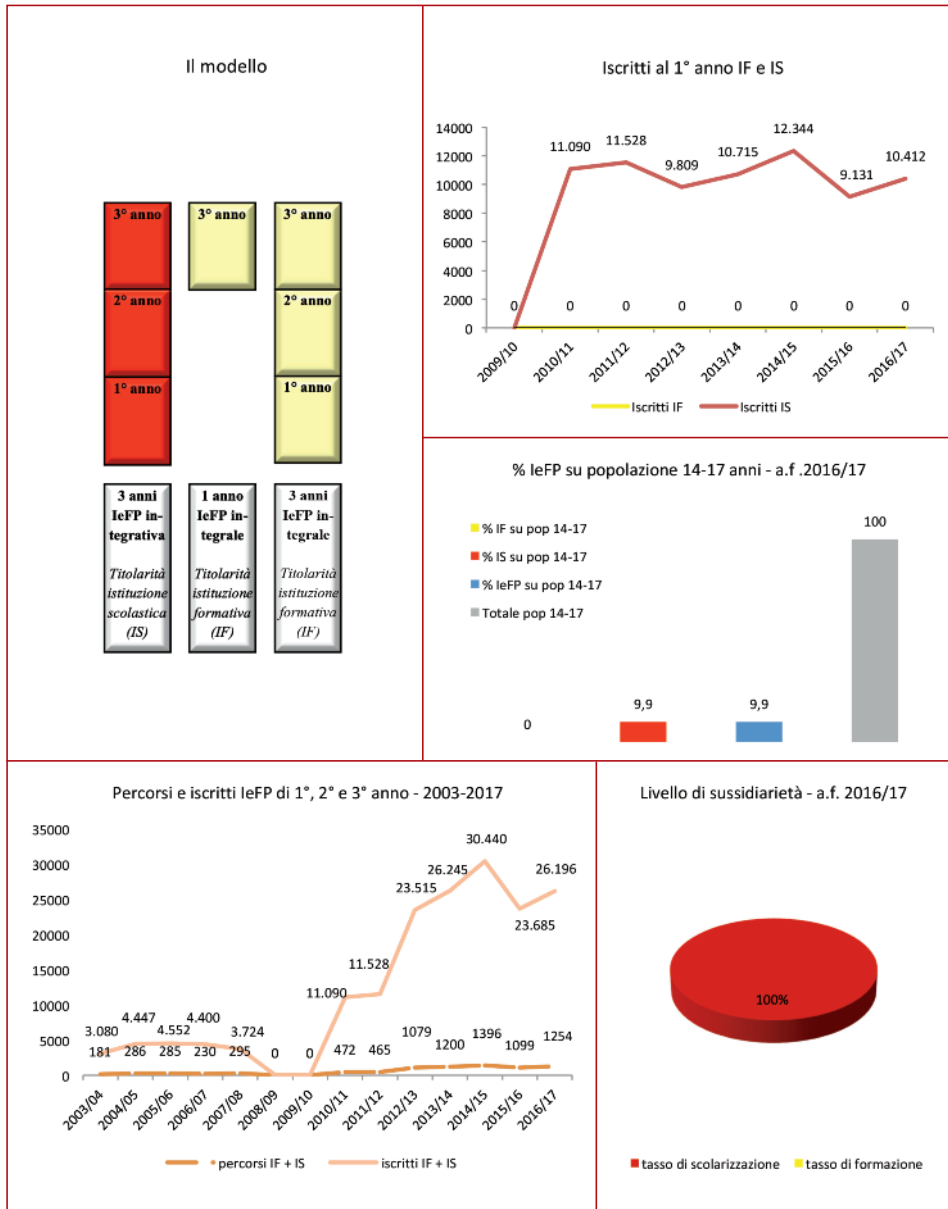 Il modello
3° anno
3° anno
3° anno
2° anno
2° anno
1° anno
1° anno
3 anni
IeFP in-
tegrativa
Titolarità
istituzione
scolastica
(IS)
1 anno
IeFP in-
tegrale
Titolarità
istituzione
formativa
(IF)
3 anni
IeFP in-
tegrale
Titolarità
istituzione
formativa
(IF)
Iscritti al 1° anno IF e IS
14000
12000
10000
8000
6000
4000
2000
0
11.090
11.528
9.809
10.715
12.344
9.131
10.412
0 0 0 0 0 0 0 0
2009/10
2010/11
2011/12
2012/13
2013/14
2014/15
2015/16
2016/17
Iscritti IF
Iscritti IS
% IeFP su popolazione 14-17 anni - a.f .2016/17
% IF su pop 14-17
% IS su pop 14-17
% IeFP su pop 14-17
Totale pop 14-17
0
9,9
9,9
100
Percorsi e iscritti IeFP di 1°, 2° e 3° anno - 2003-2017
35000
30000
25000
20000
15000
10000
5000
0
3.080
4.447
4.552
4.400
3.724
0
0
11.090
11.528
23.515
26.245
30.440
23.685
26.196
181
286
285
230
295
472
465
1079
1200
1396
1099
1254
2003/04
2004/05
2005/06
2006/07
2007/08
2008/09
2009/10
2010/11
2011/12
2012/13
2013/14
2014/15
2015/16
2016/17
percorsi IF + IS
iscritti IF + IS
Livello di sussidiarietà - a.f. 2016/17
100%
tasso di scolarizzazione
tasso di formazione